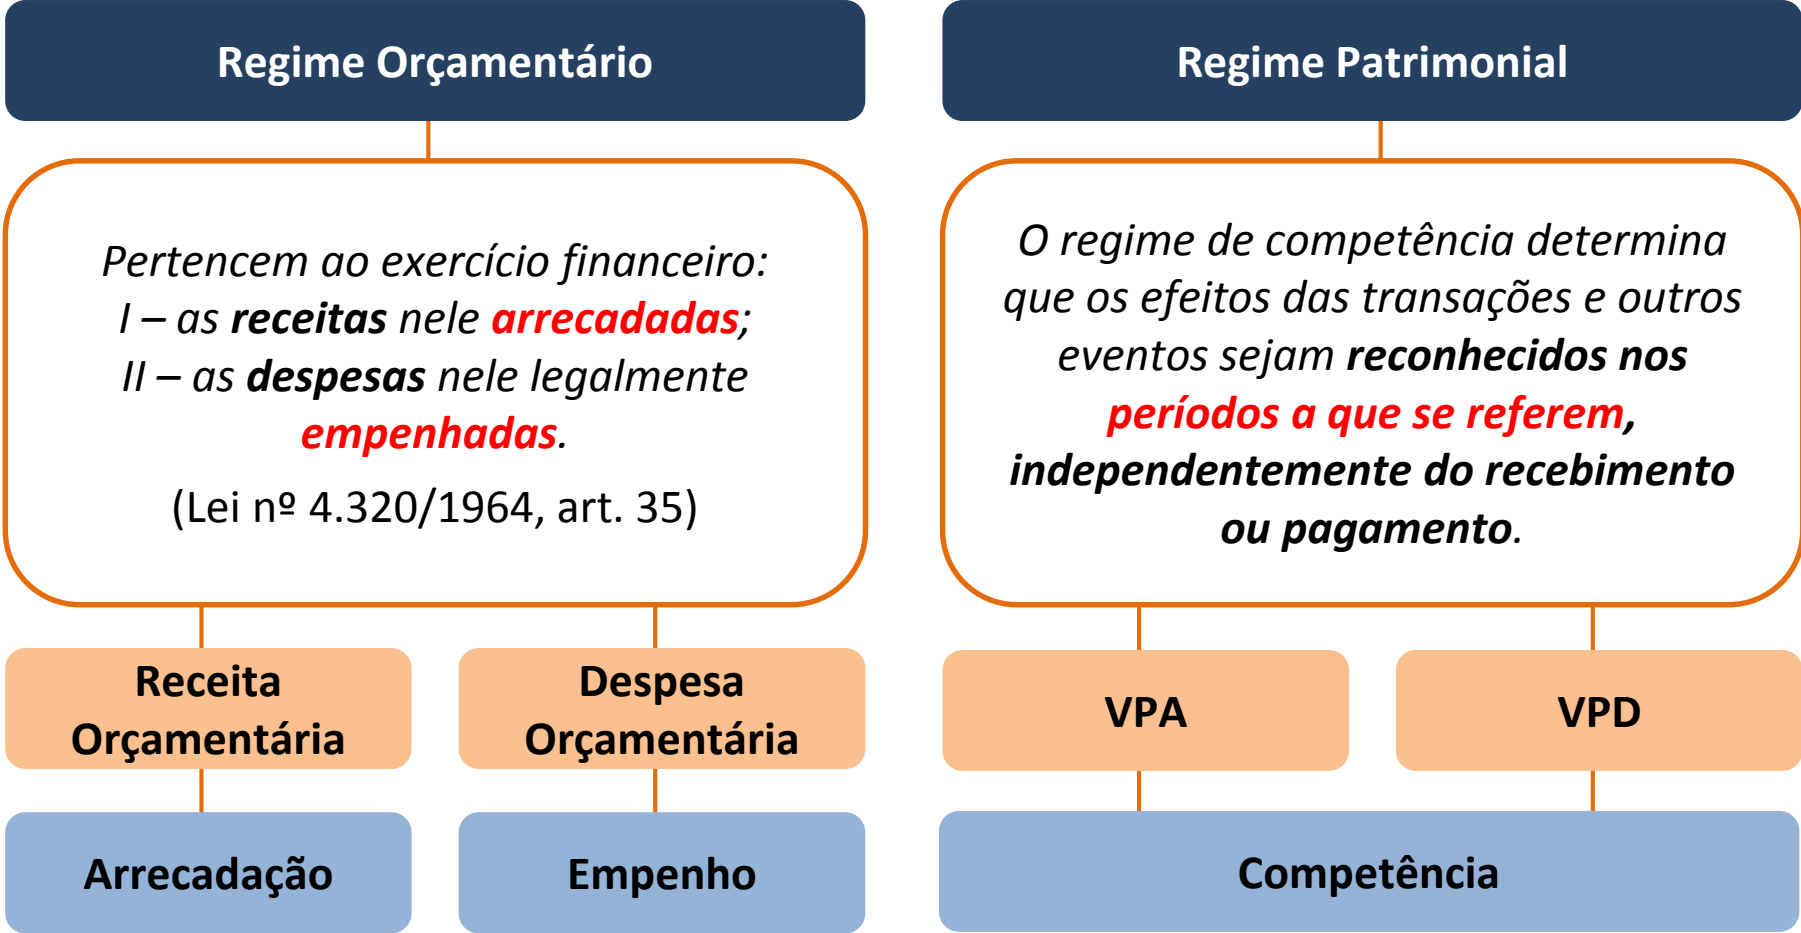 Regime Orçamentário
Pertencem ao exercício financeiro:
I – as receitas nele arrecadadas;
II – as despesas nele legalmente
empenhadas.
(Lei nº 4.320/1964, art. 35)
Receita
Orçamentária
Despesa
Orçamentária
Arrecadação
Empenho
Regime Patrimonial
O regime de competência determina
que os efeitos das transações e outros
eventos sejam reconhecidos nos
períodos a que se referem,
independentemente do recebimento
ou pagamento.
VPA
VPD
Competência